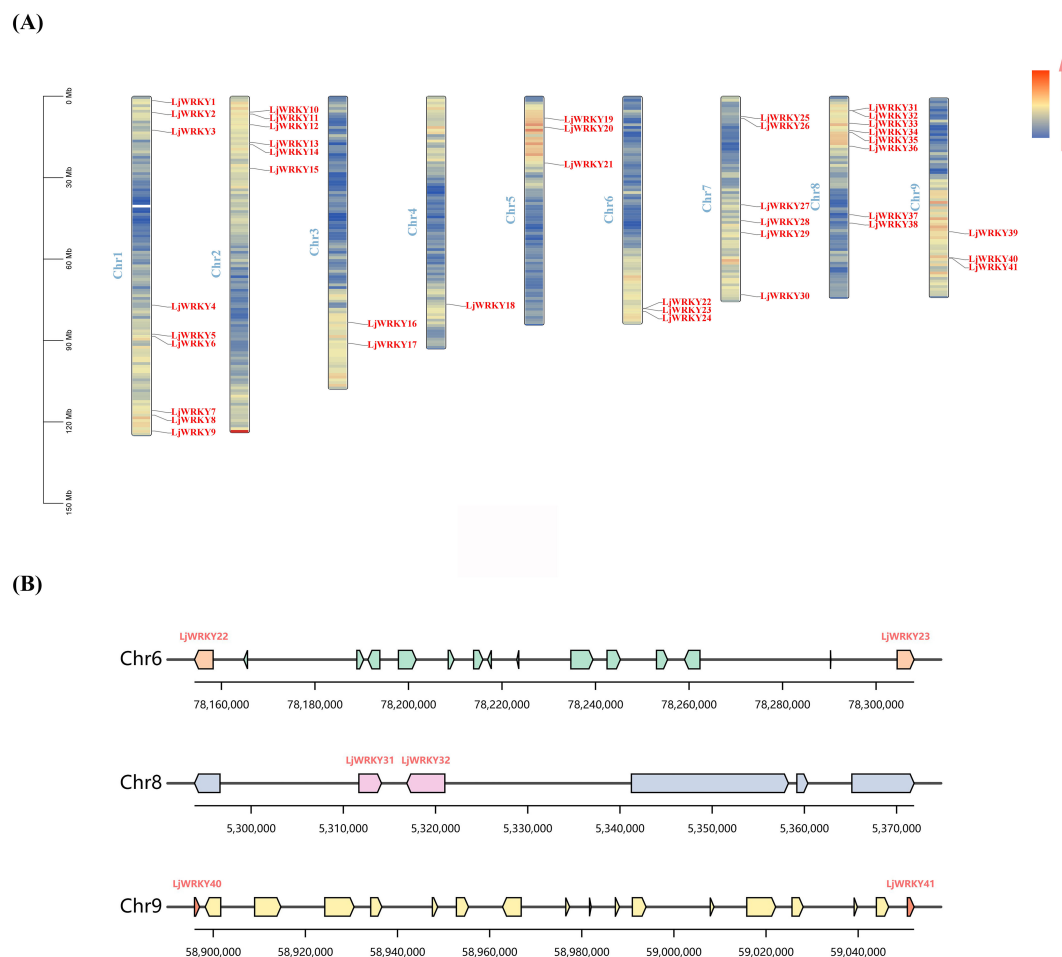 (A)
0 Mb
30 Mb
60 Mb
90 Mb
120 Mb
150 Mb
Chr1
LjWRKY1
LjWRKY2
LjWRKY3
LjWRKY4
LjWRKY5
LjWRKY6
LjWRKY7
LjWRKY8
LjWRKY9
Chr2
LjWRKY10
LjWRKY11
LjWRKY12
LjWRKY13
LjWRKY14
LjWRKY15
Chr3
LjWRKY16
LjWRKY17
Chr4
LjWRKY18
Chr5
LjWRKY19
LjWRKY20
LjWRKY21
Chr6
LjWRKY22
LjWRKY23
LjWRKY24
Chr7
LjWRKY25
LjWRKY26
LjWRKY27
LjWRKY28
LjWRKY29
LjWRKY30
Chr8
LjWRKY31
LjWRKY32
LjWRKY33
LjWRKY34
LjWRKY35
LjWRKY36
LjWRKY37
LjWRKY38
Chr9
LjWRKY39
LjWRKY40
LjWRKY41
(B)
LjWRKY22 LjWRKY23
Chr6
78,160,000 78,180,000 78,200,000 78,220,000 78,240,000 78,260,000 78,280,000 78,300,000
LjWRKY31 LjWRKY32
Chr8
5,300,000 5,310,000 5,320,000 5,330,000 5,340,000 5,350,000 5,360,000 5,370,000
LjWRKY40 LjWRKY41
Chr9
58,900,000 58,920,000 58,940,000 58,960,000 58,980,000 59,000,000 59,020,000 59,040,000